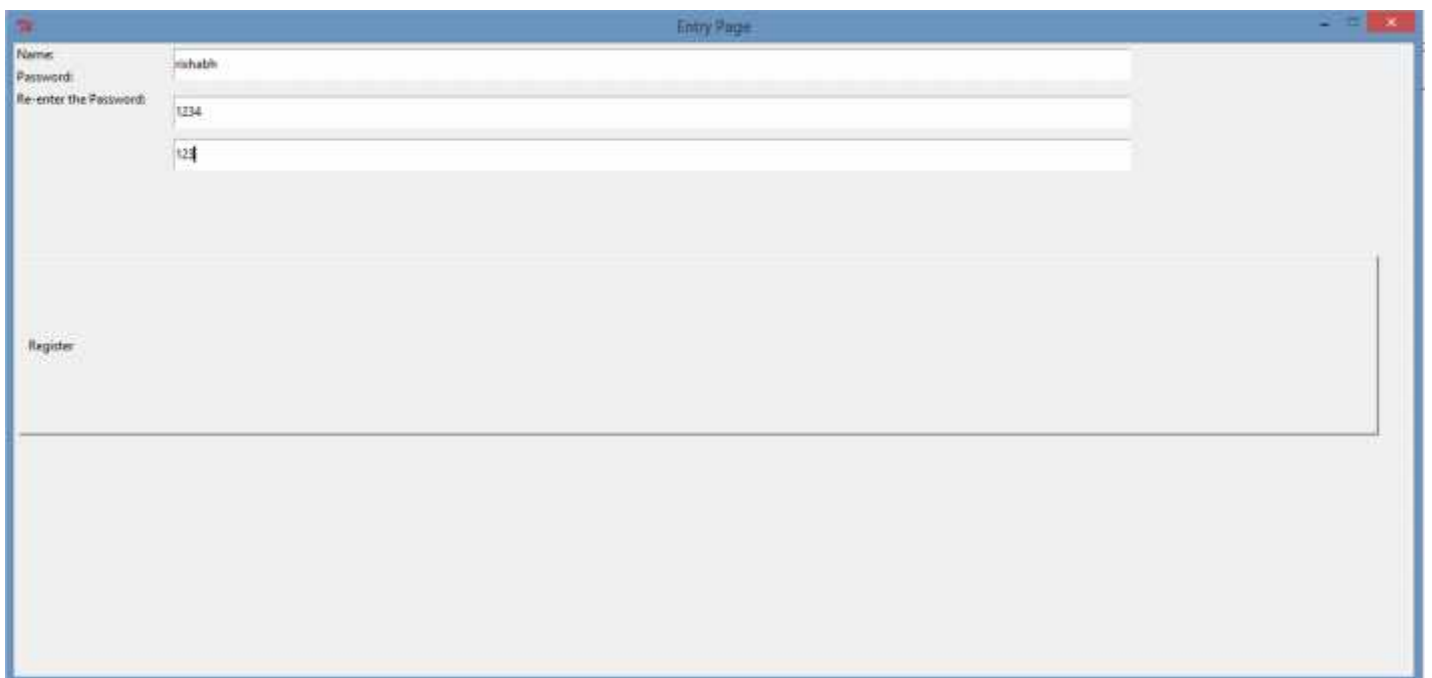 Entry Page
Name:
rishabh
Password:
Re-enter the Password:
1234
123
Register